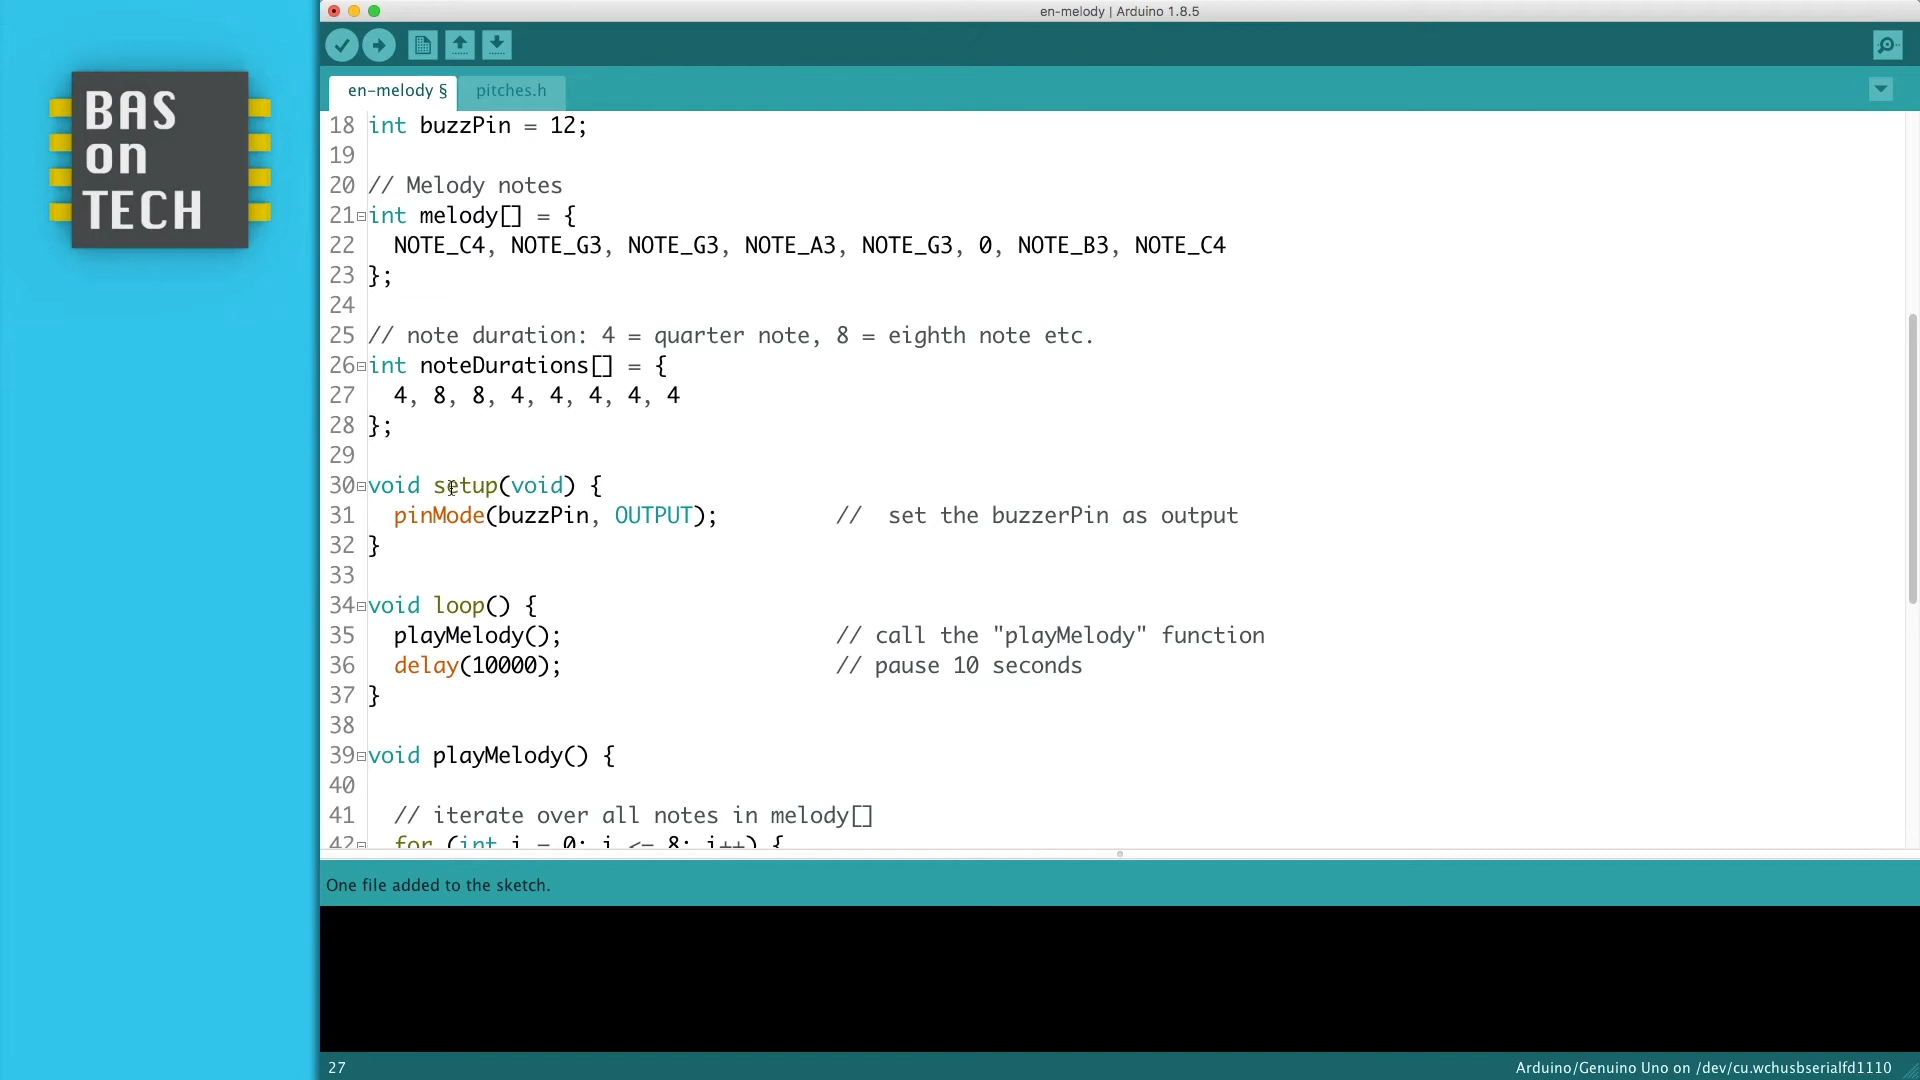 en-melody | Arduino 1.8.5
BAS
on
TECH
en-melody §
pitches.h
18 int buzzPin = 12;
19
20 // Melody notes
21 int melody[] = {
22 NOTE_C4, NOTE_G3, NOTE_G3, NOTE_A3, NOTE_G3, 0, NOTE_B3, NOTE_C4
23 };
24
25 // note duration: 4 = quarter note, 8 = eighth note etc.
26 int noteDurations[] = {
27 4, 8, 8, 4, 4, 4, 4, 4
28 };
29
30 void setup(void) {
31 pinMode(buzzPin, OUTPUT); // set the buzzerPin as output
32 }
33
34 void loop() {
35 playMelody(); // call the "playMelody" function
36 delay(10000); // pause 10 seconds
37 }
38
39 void playMelody() {
40
41 // iterate over all notes in melody[]
42 for (int i = 0; i <= 8; i++) {
One file added to the sketch.
27
Arduino/Genuino Uno on /dev/cu.wchusbserialfd1110